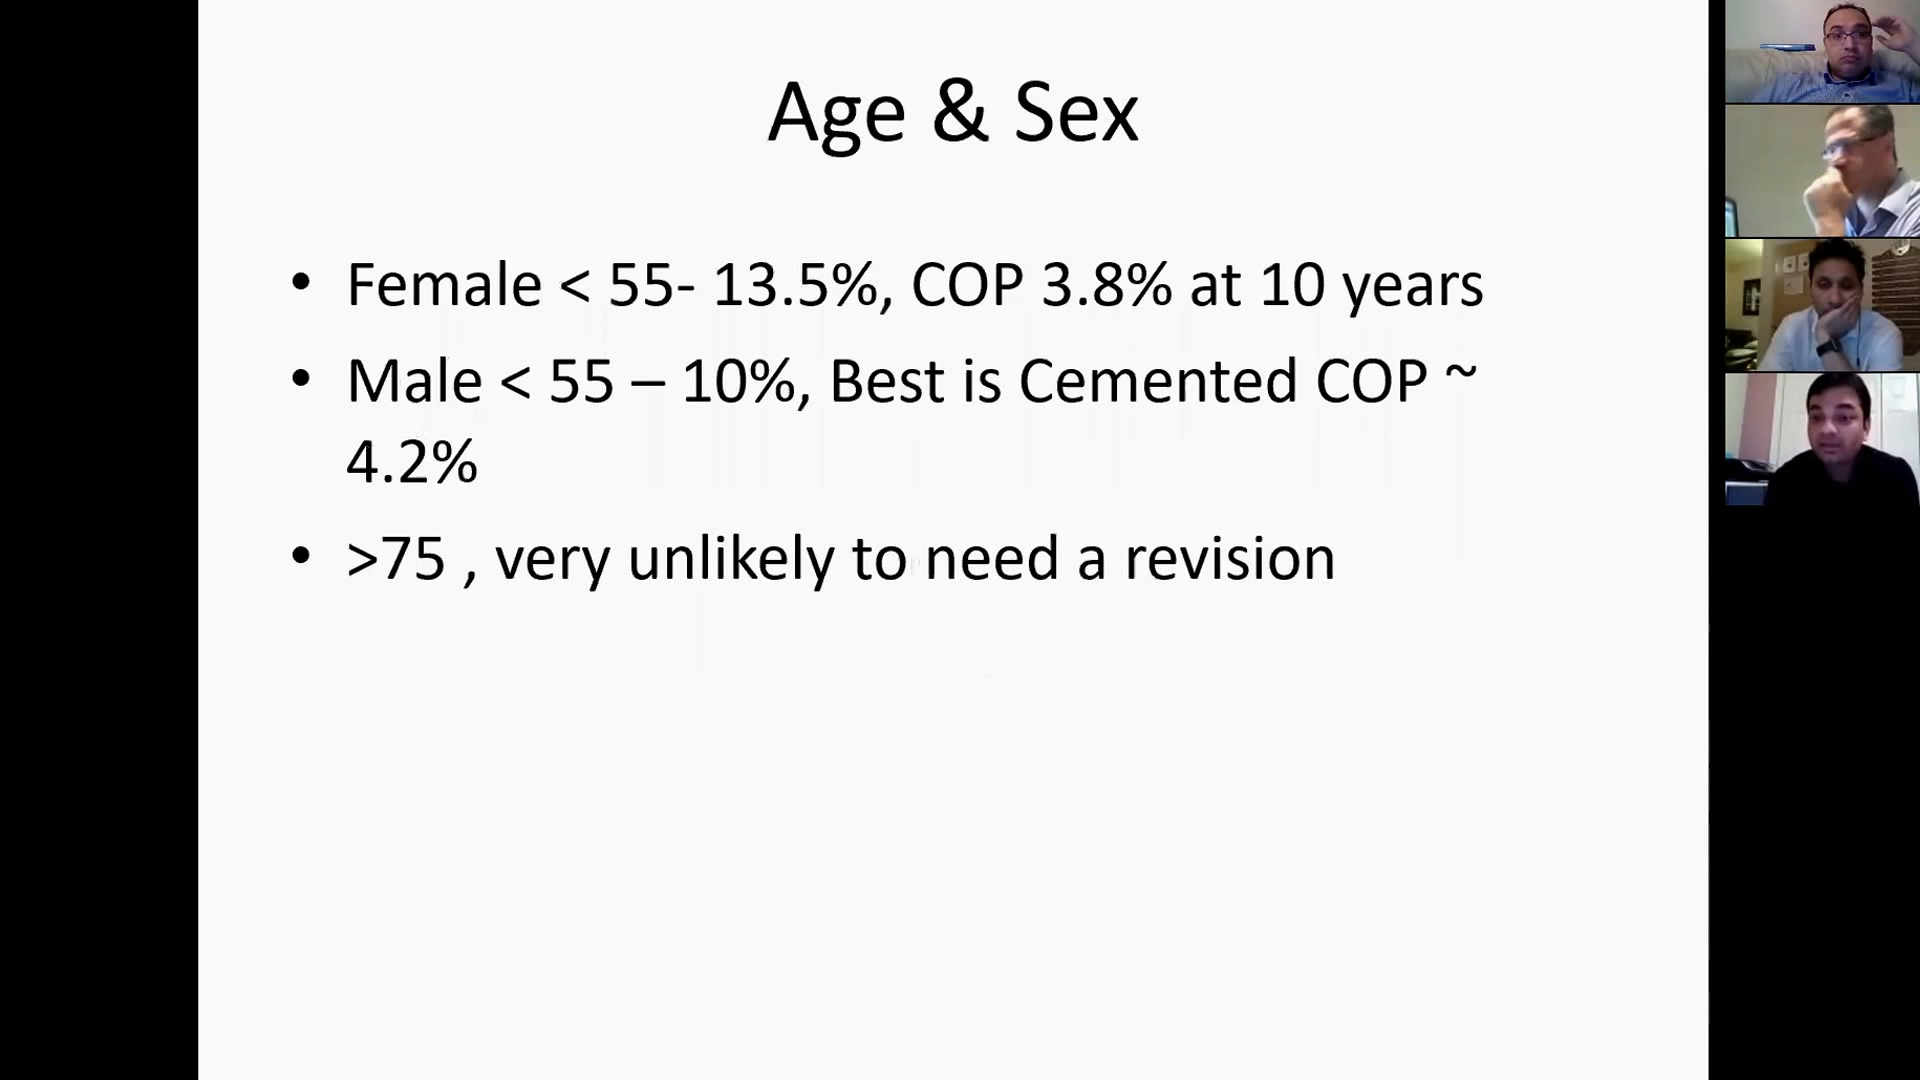 Age & Sex
• Female < 55- 13.5%, COP 3.8% at 10 years
• Male < 55 – 10%, Best is Cemented COP ~
4.2%
• >75 , very unlikely to need a revision